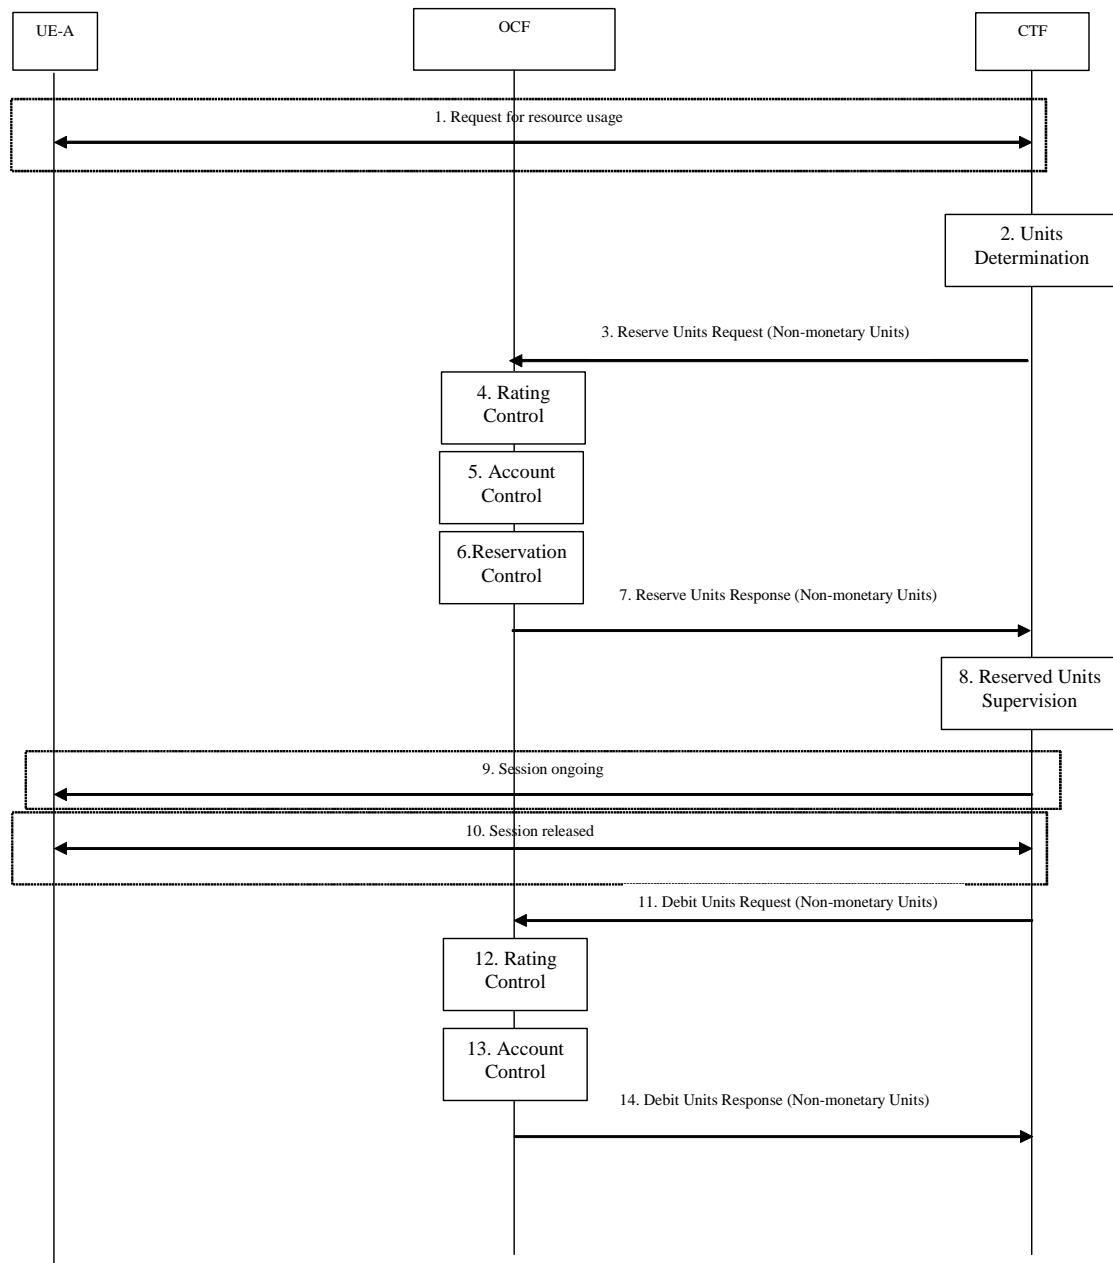 UE-A
OCF
CTF
1. Request for resource usage
2. Units
Determination
3. Reserve Units Request (Non-monetary Units)
4. Rating
Control
5. Account
Control
6.Reservation
Control
7. Reserve Units Response (Non-monetary Units)
8. Reserved Units
Supervision
9. Session ongoing
10. Session released
11. Debit Units Request (Non-monetary Units)
12. Rating
Control
13. Account
Control
14. Debit Units Response (Non-monetary Units)